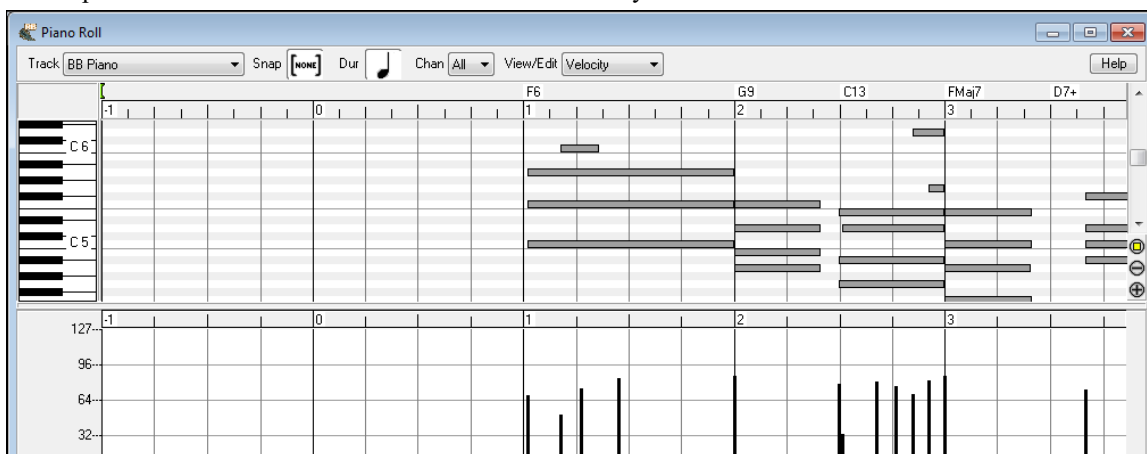 Piano Roll
Track BB Piano Snap [NONE] Dur Chan All View/Edit Velocity Help
F6 G9 C13 FMaj7 D7+
-1 0 1 2 3
C 6
C 5
-1 0 1 2 3
127
96
64
32